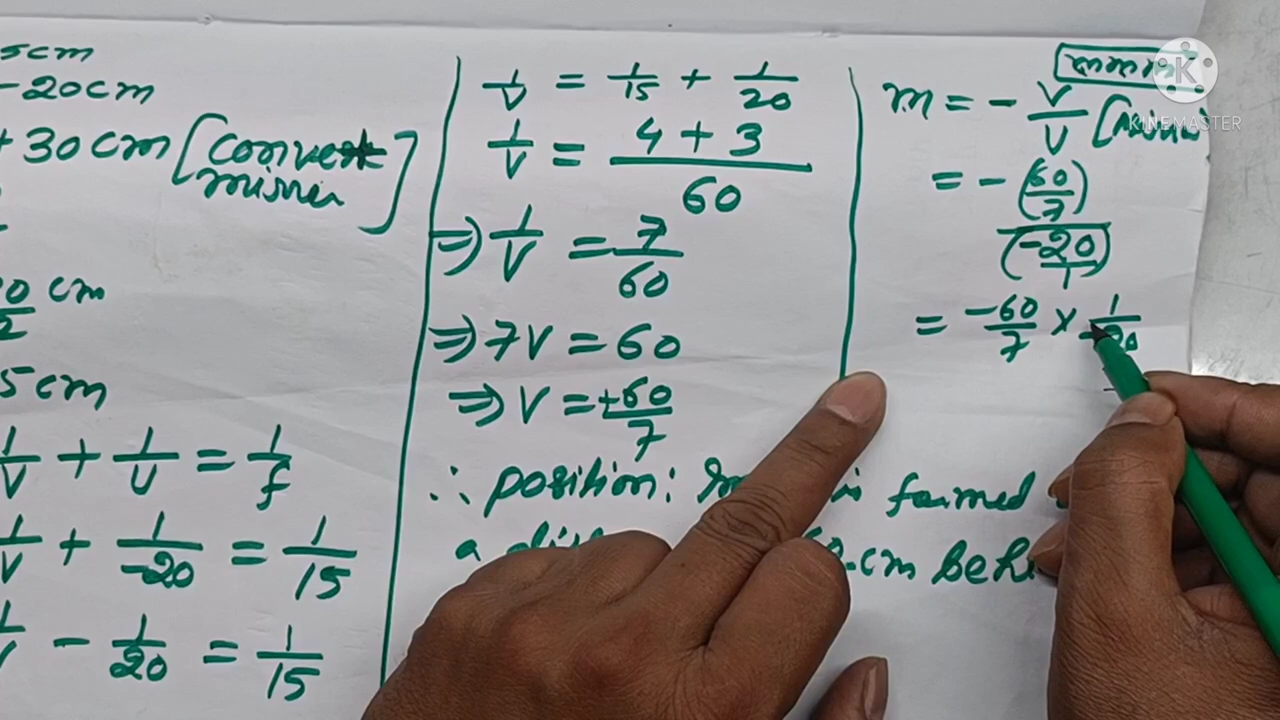 5cm
-20cm
+30cm [convex
mirror]
cm
2
5cm
1/V + 1/U = 1/f
1/V + 1/-20 = 1/15
1/V - 1/20 = 1/15
1/V = 1/15 + 1/20
1/V = 4+3/60
⇒ 1/V = 7/60
⇒ 7V = 60
⇒ V = +60/7
∴ position: is formed
a cm beh
m = - V/U
= - (60/7)/(-20/1)
= -60/7 × 1/-20
K
KINEMASTER